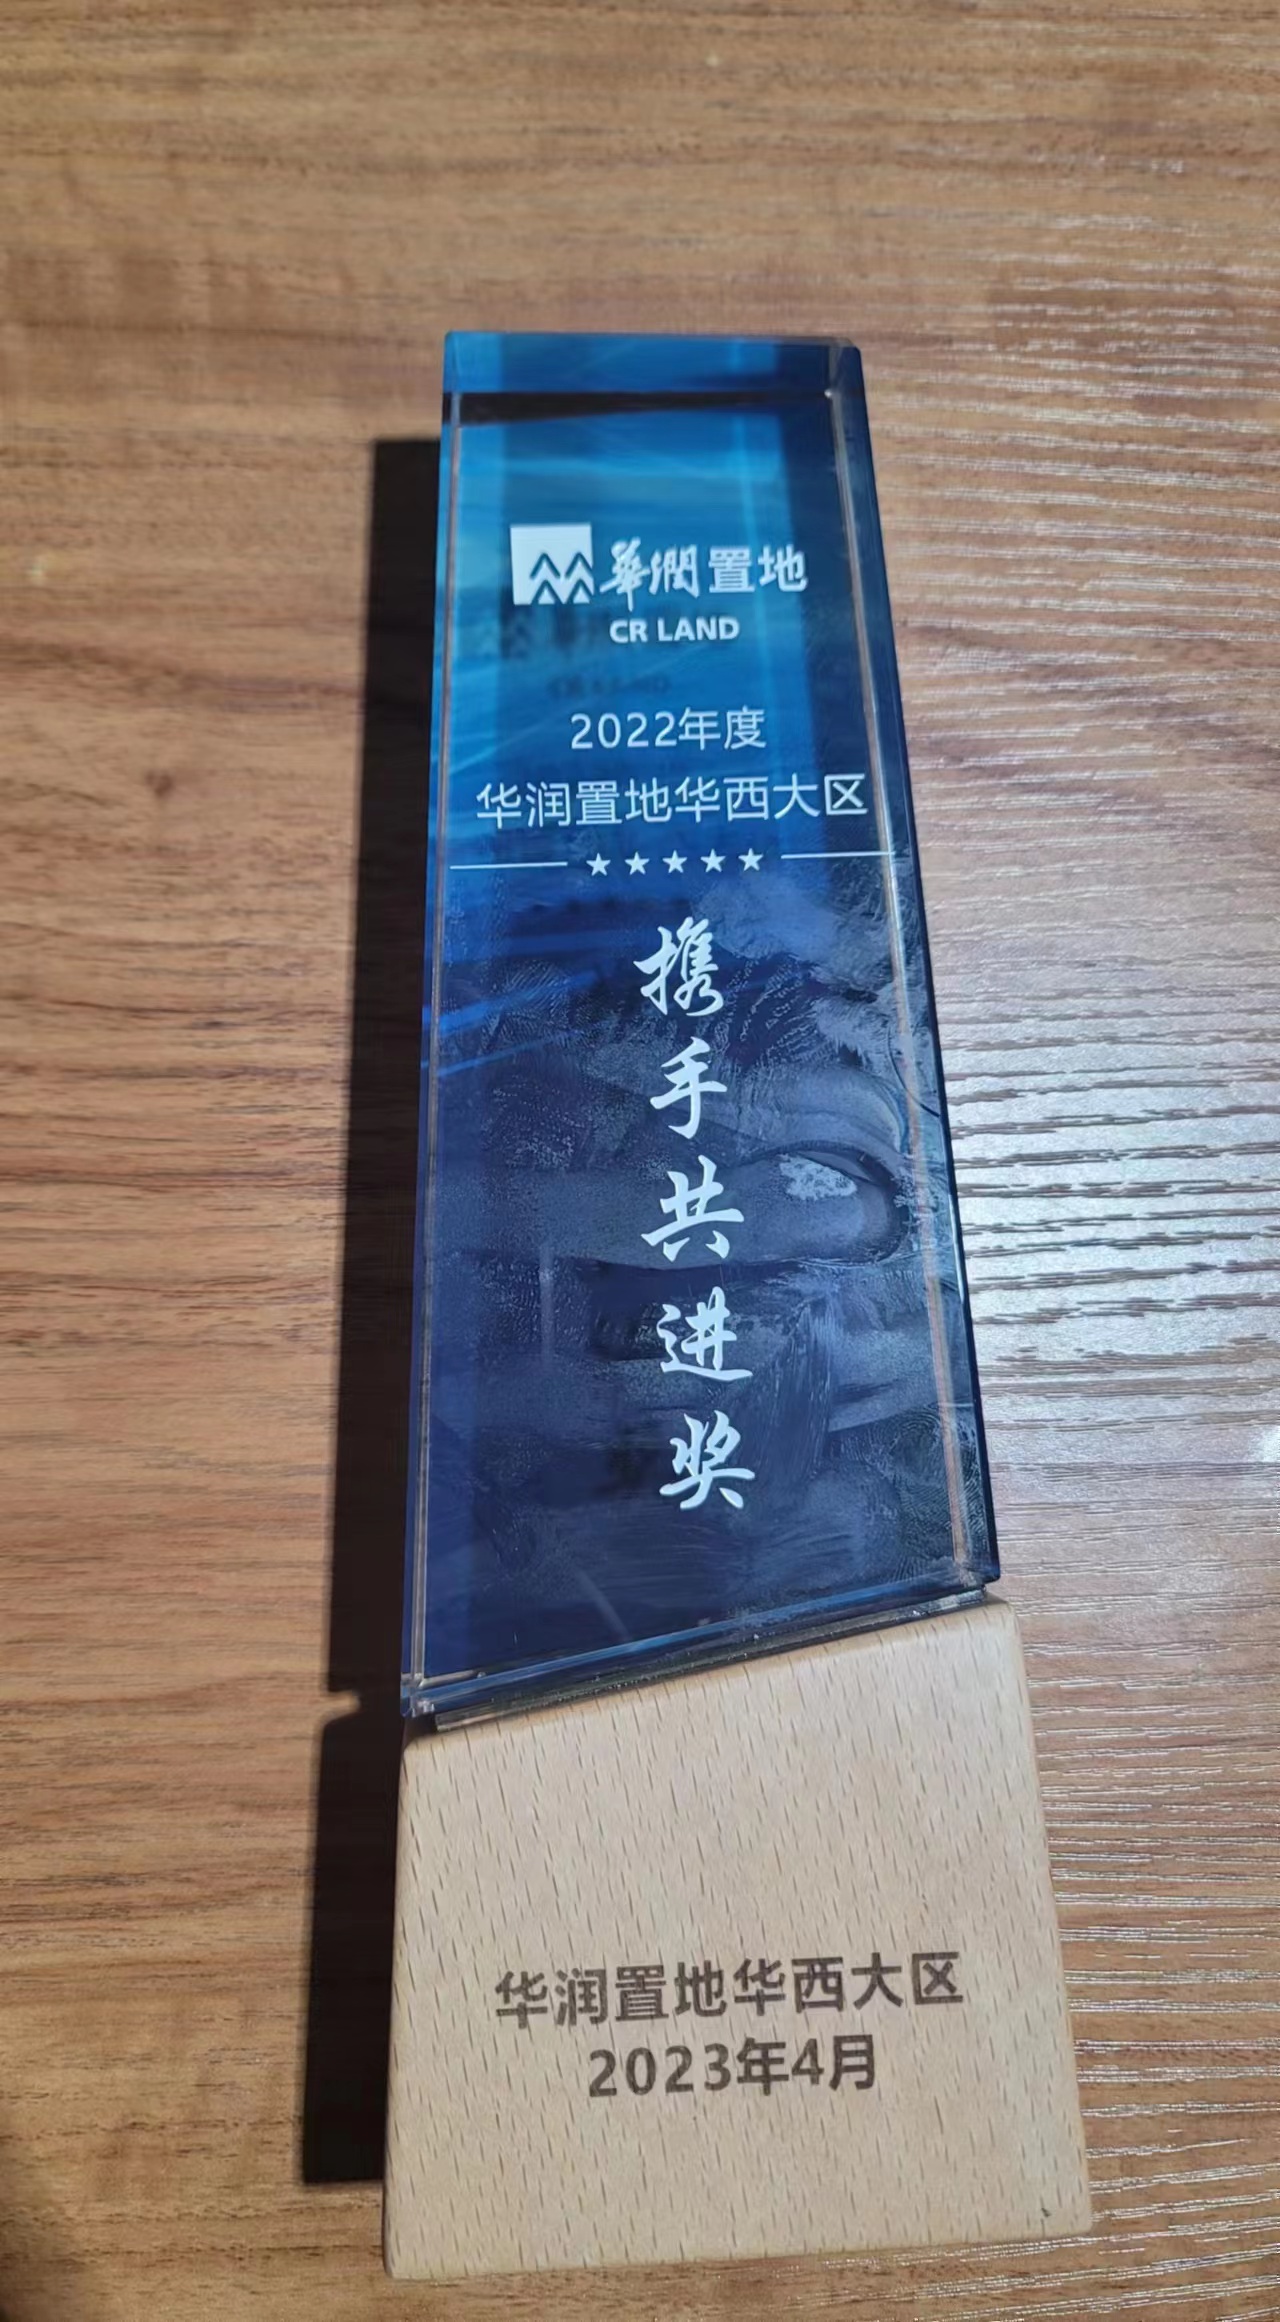 華潤置地
CR LAND
2022年度
华润置地华西大区
★★★★★
携手共进奖
华润置地华西大区
2023年4月